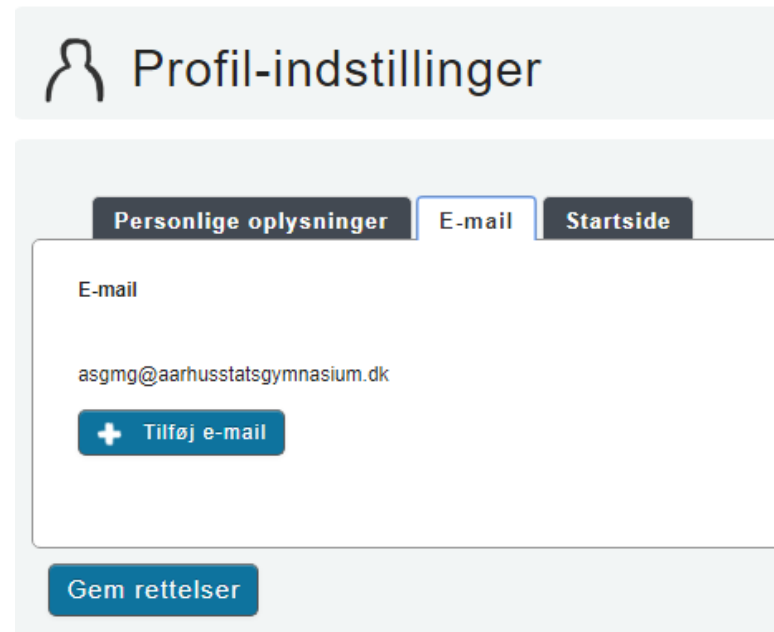 Profil-indstillinger
Personlige oplysninger E-mail Startside
E-mail
asgmg@aarhusstatsgymnasium.dk
Tilføj e-mail
Gem rettelser